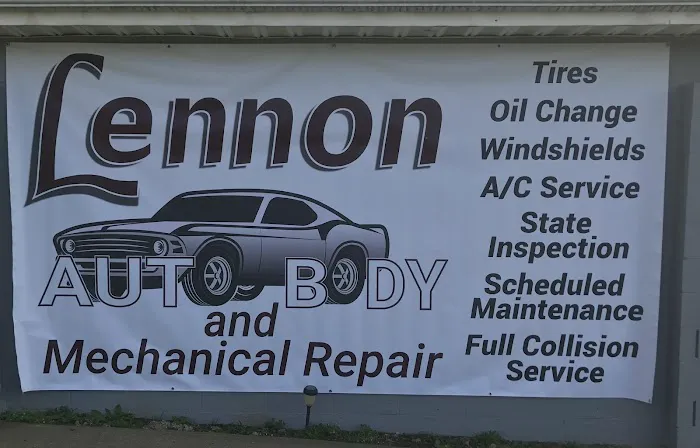 Lennon
AUTO BODY
and
Mechanical Repair
Tires
Oil Change
Windshields
A/C Service
State
Inspection
Scheduled
Maintenance
Full Collision
Service